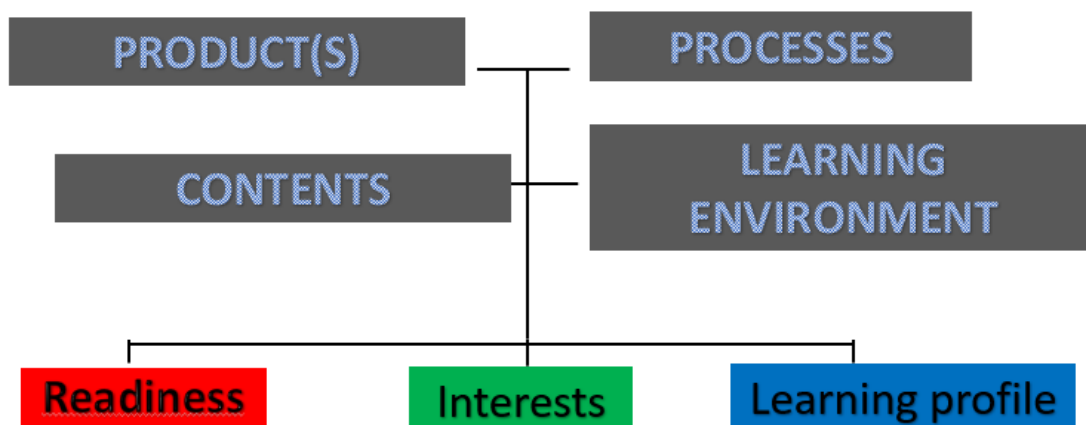 PRODUCT(S)
PROCESSES
CONTENTS
LEARNING
ENVIRONMENT
Readiness
Interests
Learning profile